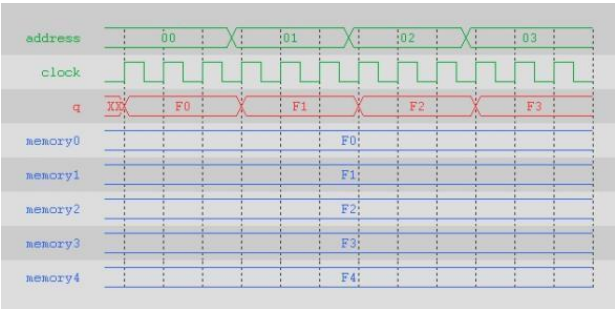 address 00 01 02 03
clock
q XX F0 F1 F2 F3
memory0 F0
memory1 F1
memory2 F2
memory3 F3
memory4 F4